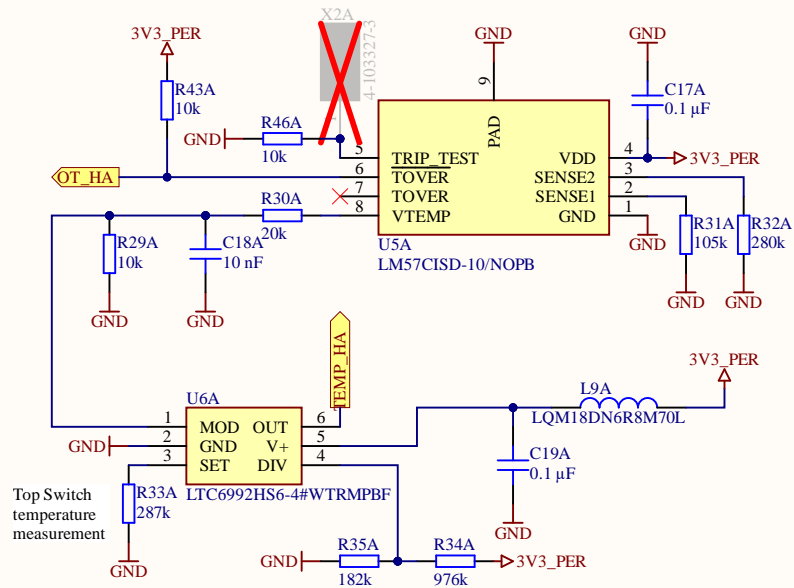 X2A
4-103327-3
3V3_PER
R43A
10k
GND
R46A
10k
OT_HA
GND
9
PAD
GND
C17A
0.1 µF
5
TRIP_TEST
6
TOVER
7
TOVER
8
VTEMP
VDD
4
3V3_PER
SENSE2
3
SENSE1
2
GND
1
GND
U5A
LM57CISD-10/NOPB
R31A
105k
GND
R32A
280k
GND
R30A
20k
R29A
10k
GND
C18A
10 nF
GND
TEMP_HA
U6A
1
MOD
2
GND
3
SET
OUT
6
V+
5
DIV
4
GND
LTC6992HS6-4#WTRMPBF
R33A
287k
GND
Top Switch
temperature
measurement
3V3_PER
L9A
LQM18DN6R8M70L
C19A
0.1 µF
GND
GND
R35A
182k
R34A
976k
3V3_PER